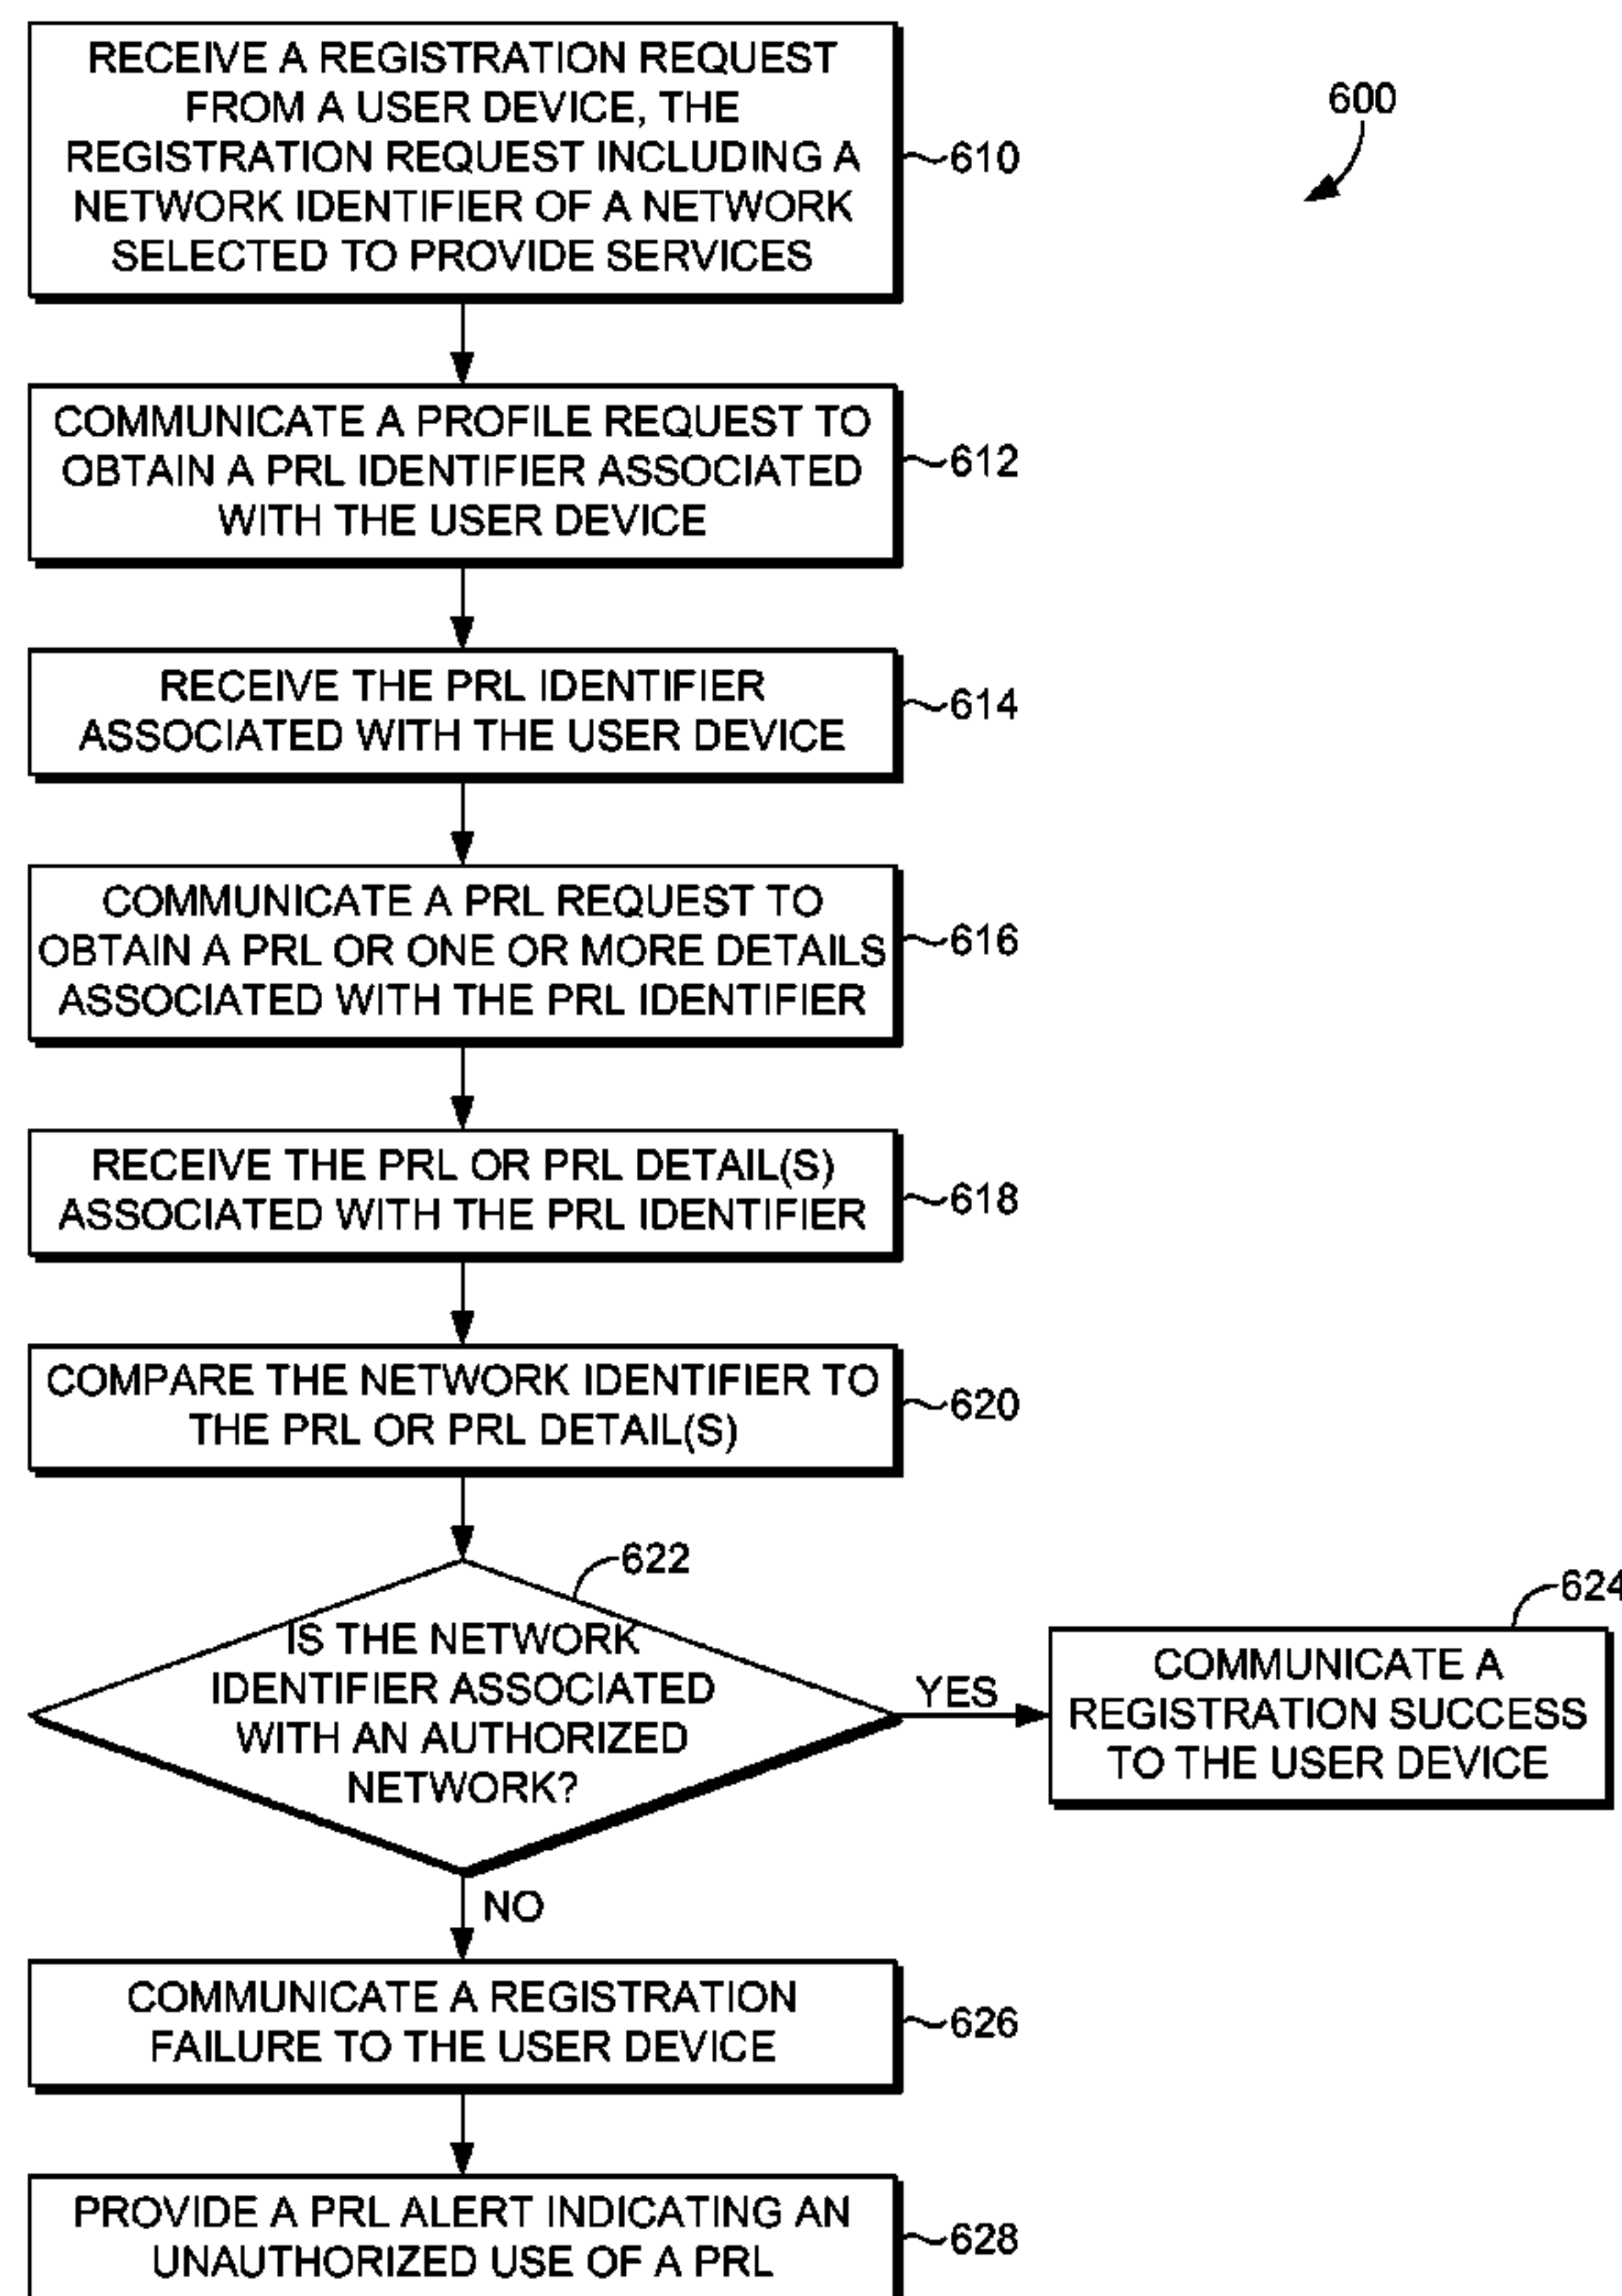 RECEIVE A REGISTRATION REQUEST
FROM A USER DEVICE, THE
REGISTRATION REQUEST INCLUDING A
NETWORK IDENTIFIER OF A NETWORK
SELECTED TO PROVIDE SERVICES
610
600
COMMUNICATE A PROFILE REQUEST TO
OBTAIN A PRL IDENTIFIER ASSOCIATED
WITH THE USER DEVICE
612
RECEIVE THE PRL IDENTIFIER
ASSOCIATED WITH THE USER DEVICE
614
COMMUNICATE A PRL REQUEST TO
OBTAIN A PRL OR ONE OR MORE DETAILS
ASSOCIATED WITH THE PRL IDENTIFIER
616
RECEIVE THE PRL OR PRL DETAIL(S)
ASSOCIATED WITH THE PRL IDENTIFIER
618
COMPARE THE NETWORK IDENTIFIER TO
THE PRL OR PRL DETAIL(S)
620
622
IS THE NETWORK
IDENTIFIER ASSOCIATED
WITH AN AUTHORIZED
NETWORK?
YES
624
COMMUNICATE A
REGISTRATION SUCCESS
TO THE USER DEVICE
NO
COMMUNICATE A REGISTRATION
FAILURE TO THE USER DEVICE
626
PROVIDE A PRL ALERT INDICATING AN
UNAUTHORIZED USE OF A PRL
628